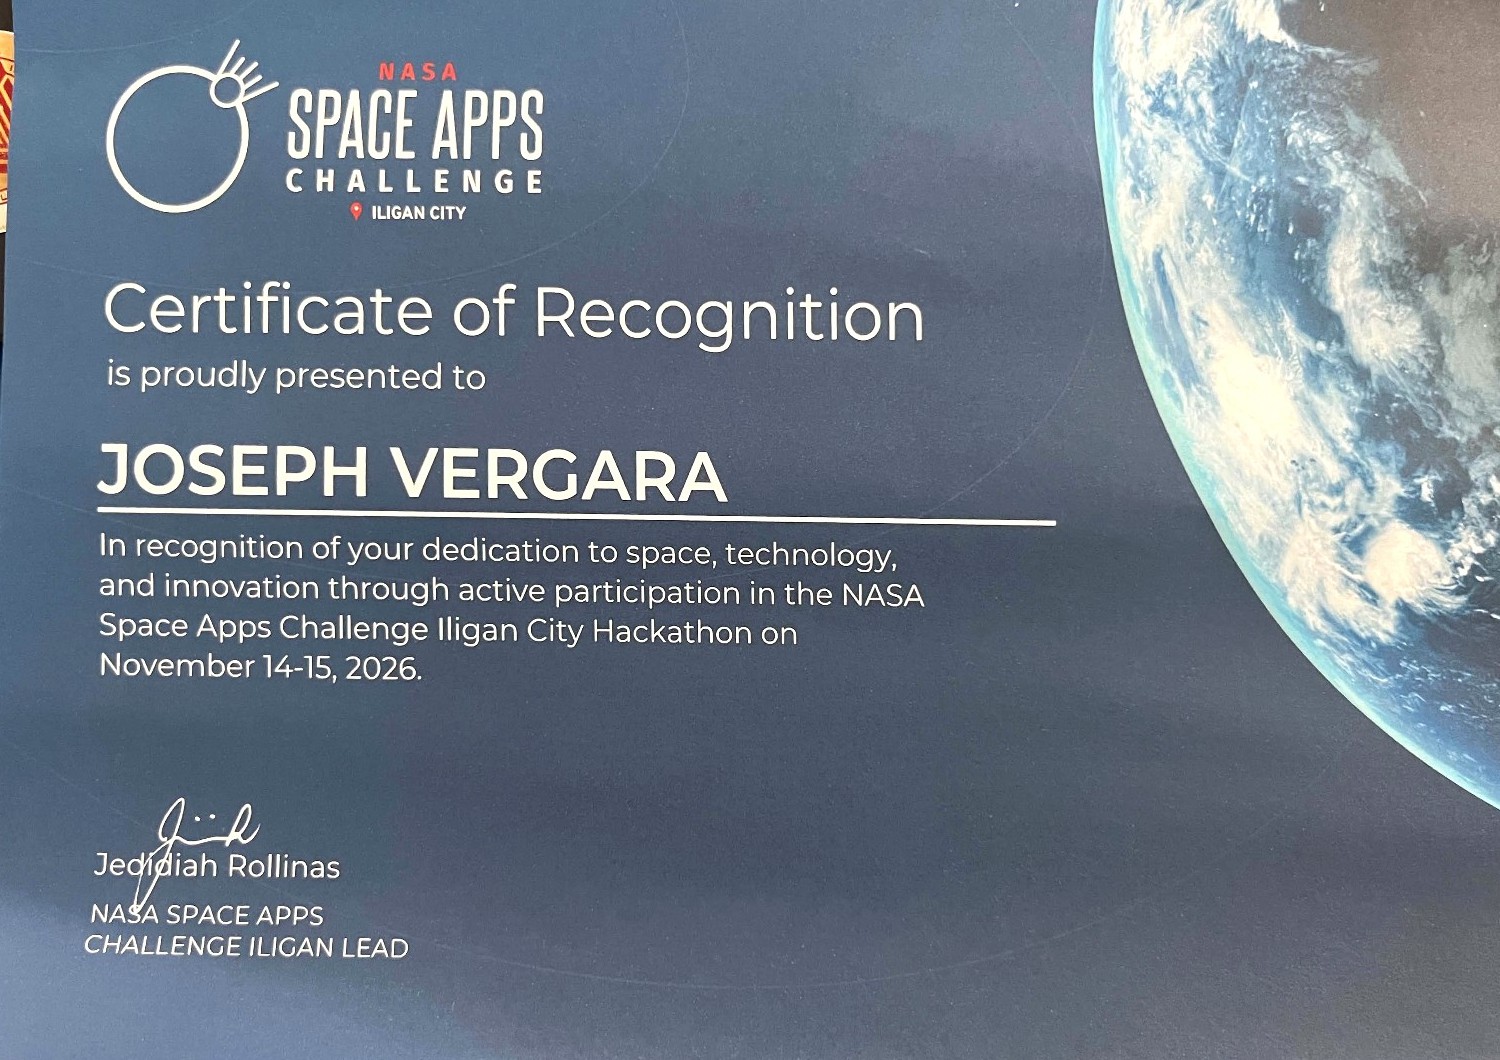 NASA
SPACE APPS
CHALLENGE
ILIGAN CITY
Certificate of Recognition
is proudly presented to
JOSEPH VERGARA
In recognition of your dedication to space, technology,
and innovation through active participation in the NASA
Space Apps Challenge Iligan City Hackathon on
November 14-15, 2026.
Jedidiah Rollinas
NASA SPACE APPS
CHALLENGE ILIGAN LEAD